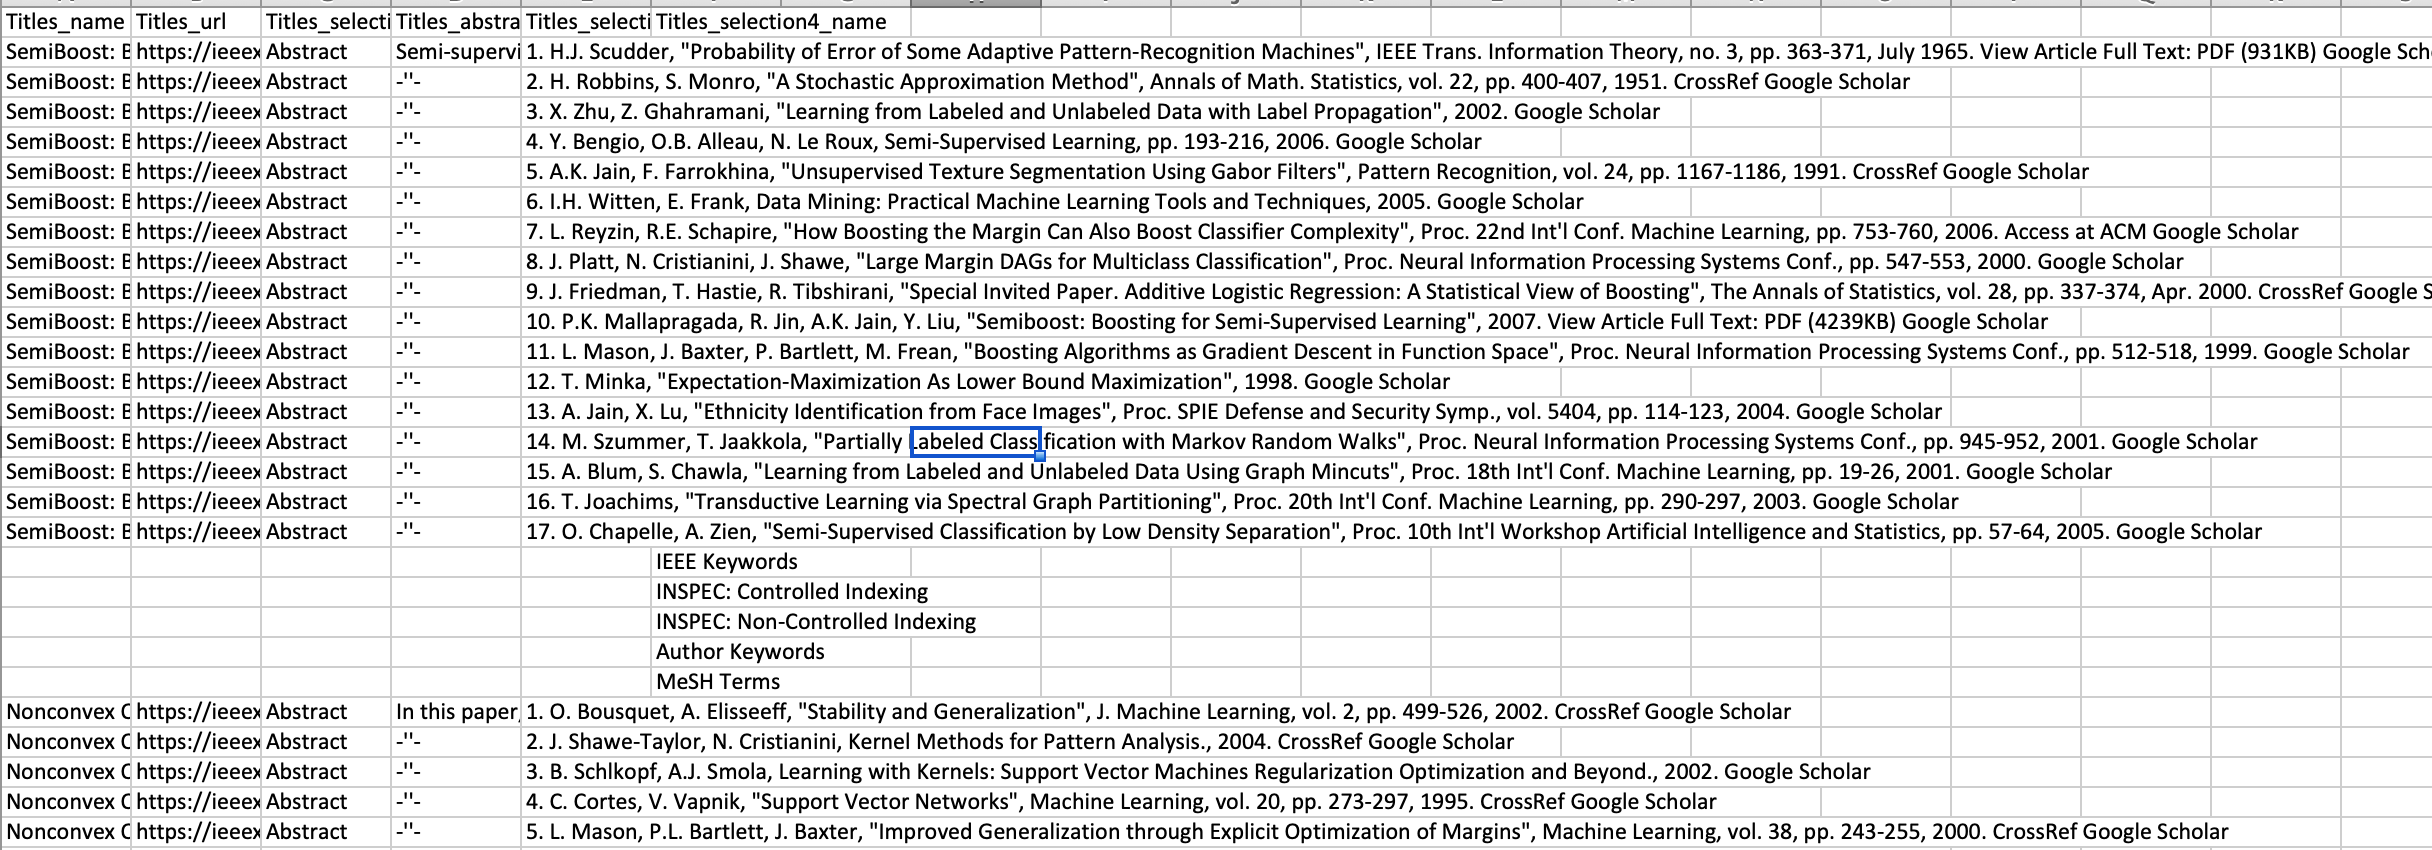 Titles_name Titles_url Titles_selecti Titles_abstra Titles_selecti Titles_selection4_name
SemiBoost: B https://ieeex Abstract Semi-supervi 1. H.J. Scudder, "Probability of Error of Some Adaptive Pattern-Recognition Machines", IEEE Trans. Information Theory, no. 3, pp. 363-371, July 1965. View Article Full Text: PDF (931KB) Google Sch
SemiBoost: B https://ieeex Abstract -"- 2. H. Robbins, S. Monro, "A Stochastic Approximation Method", Annals of Math. Statistics, vol. 22, pp. 400-407, 1951. CrossRef Google Scholar
SemiBoost: B https://ieeex Abstract -"- 3. X. Zhu, Z. Ghahramani, "Learning from Labeled and Unlabeled Data with Label Propagation", 2002. Google Scholar
SemiBoost: B https://ieeex Abstract -"- 4. Y. Bengio, O.B. Alleau, N. Le Roux, Semi-Supervised Learning, pp. 193-216, 2006. Google Scholar
SemiBoost: B https://ieeex Abstract -"- 5. A.K. Jain, F. Farrokhina, "Unsupervised Texture Segmentation Using Gabor Filters", Pattern Recognition, vol. 24, pp. 1167-1186, 1991. CrossRef Google Scholar
SemiBoost: B https://ieeex Abstract -"- 6. I.H. Witten, E. Frank, Data Mining: Practical Machine Learning Tools and Techniques, 2005. Google Scholar
SemiBoost: B https://ieeex Abstract -"- 7. L. Reyzin, R.E. Schapire, "How Boosting the Margin Can Also Boost Classifier Complexity", Proc. 22nd Int'l Conf. Machine Learning, pp. 753-760, 2006. Access at ACM Google Scholar
SemiBoost: B https://ieeex Abstract -"- 8. J. Platt, N. Cristianini, J. Shawe, "Large Margin DAGs for Multiclass Classification", Proc. Neural Information Processing Systems Conf., pp. 547-553, 2000. Google Scholar
SemiBoost: B https://ieeex Abstract -"- 9. J. Friedman, T. Hastie, R. Tibshirani, "Special Invited Paper. Additive Logistic Regression: A Statistical View of Boosting", The Annals of Statistics, vol. 28, pp. 337-374, Apr. 2000. CrossRef Google S
SemiBoost: B https://ieeex Abstract -"- 10. P.K. Mallapragada, R. Jin, A.K. Jain, Y. Liu, "Semiboost: Boosting for Semi-Supervised Learning", 2007. View Article Full Text: PDF (4239KB) Google Scholar
SemiBoost: B https://ieeex Abstract -"- 11. L. Mason, J. Baxter, P. Bartlett, M. Frean, "Boosting Algorithms as Gradient Descent in Function Space", Proc. Neural Information Processing Systems Conf., pp. 512-518, 1999. Google Scholar
SemiBoost: B https://ieeex Abstract -"- 12. T. Minka, "Expectation-Maximization As Lower Bound Maximization", 1998. Google Scholar
SemiBoost: B https://ieeex Abstract -"- 13. A. Jain, X. Lu, "Ethnicity Identification from Face Images", Proc. SPIE Defense and Security Symp., vol. 5404, pp. 114-123, 2004. Google Scholar
SemiBoost: B https://ieeex Abstract -"- 14. M. Szummer, T. Jaakkola, "Partially Labeled Classification with Markov Random Walks", Proc. Neural Information Processing Systems Conf., pp. 945-952, 2001. Google Scholar
SemiBoost: B https://ieeex Abstract -"- 15. A. Blum, S. Chawla, "Learning from Labeled and Unlabeled Data Using Graph Mincuts", Proc. 18th Int'l Conf. Machine Learning, pp. 19-26, 2001. Google Scholar
SemiBoost: B https://ieeex Abstract -"- 16. T. Joachims, "Transductive Learning via Spectral Graph Partitioning", Proc. 20th Int'l Conf. Machine Learning, pp. 290-297, 2003. Google Scholar
SemiBoost: B https://ieeex Abstract -"- 17. O. Chapelle, A. Zien, "Semi-Supervised Classification by Low Density Separation", Proc. 10th Int'l Workshop Artificial Intelligence and Statistics, pp. 57-64, 2005. Google Scholar
IEEE Keywords
INSPEC: Controlled Indexing
INSPEC: Non-Controlled Indexing
Author Keywords
MeSH Terms
Nonconvex C https://ieeex Abstract In this paper, 1. O. Bousquet, A. Elisseeff, "Stability and Generalization", J. Machine Learning, vol. 2, pp. 499-526, 2002. CrossRef Google Scholar
Nonconvex C https://ieeex Abstract -"- 2. J. Shawe-Taylor, N. Cristianini, Kernel Methods for Pattern Analysis., 2004. CrossRef Google Scholar
Nonconvex C https://ieeex Abstract -"- 3. B. Schlkopf, A.J. Smola, Learning with Kernels: Support Vector Machines Regularization Optimization and Beyond., 2002. Google Scholar
Nonconvex C https://ieeex Abstract -"- 4. C. Cortes, V. Vapnik, "Support Vector Networks", Machine Learning, vol. 20, pp. 273-297, 1995. CrossRef Google Scholar
Nonconvex C https://ieeex Abstract -"- 5. L. Mason, P.L. Bartlett, J. Baxter, "Improved Generalization through Explicit Optimization of Margins", Machine Learning, vol. 38, pp. 243-255, 2000. CrossRef Google Scholar